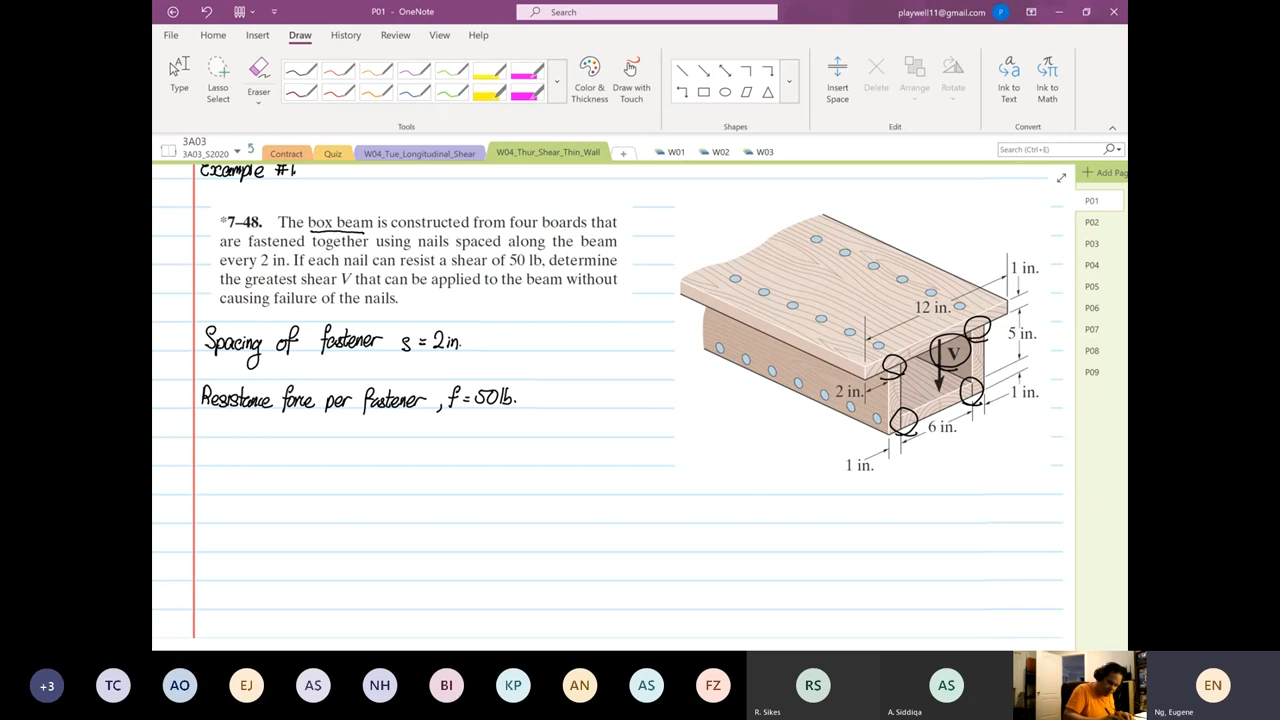 P01 - OneNote
Search
playwell11@gmail.com
P
File
Home
Insert
Draw
History
Review
View
Help
Type
Lasso Select
Eraser
Color & Thickness
Draw with Touch
Insert Space
Delete
Arrange
Rotate
Ink to Text
Ink to Math
Tools
Shapes
Edit
Convert
3A03
3A03_S2020
5
Contract
Quiz
W04_Tue_Longitudinal_Shear
W04_Thur_Shear_Thin_Wall
W01
W02
W03
Search (Ctrl+E)
Add Pag
P01
P02
P03
P04
P05
P06
P07
P08
P09
Example #1.
*7–48. The box beam is constructed from four boards that
are fastened together using nails spaced along the beam
every 2 in. If each nail can resist a shear of 50 lb, determine
the greatest shear V that can be applied to the beam without
causing failure of the nails.
Spacing of fastener s = 2in.
Resistance force per fastener, f = 50lb.
1 in.
12 in.
5 in.
V
2 in.
1 in.
6 in.
1 in.
+3
TC
AO
EJ
AS
NH
BI
KP
AN
AS
FZ
RS
R. Sikes
AS
A. Siddiqa
EN
Ng, Eugene